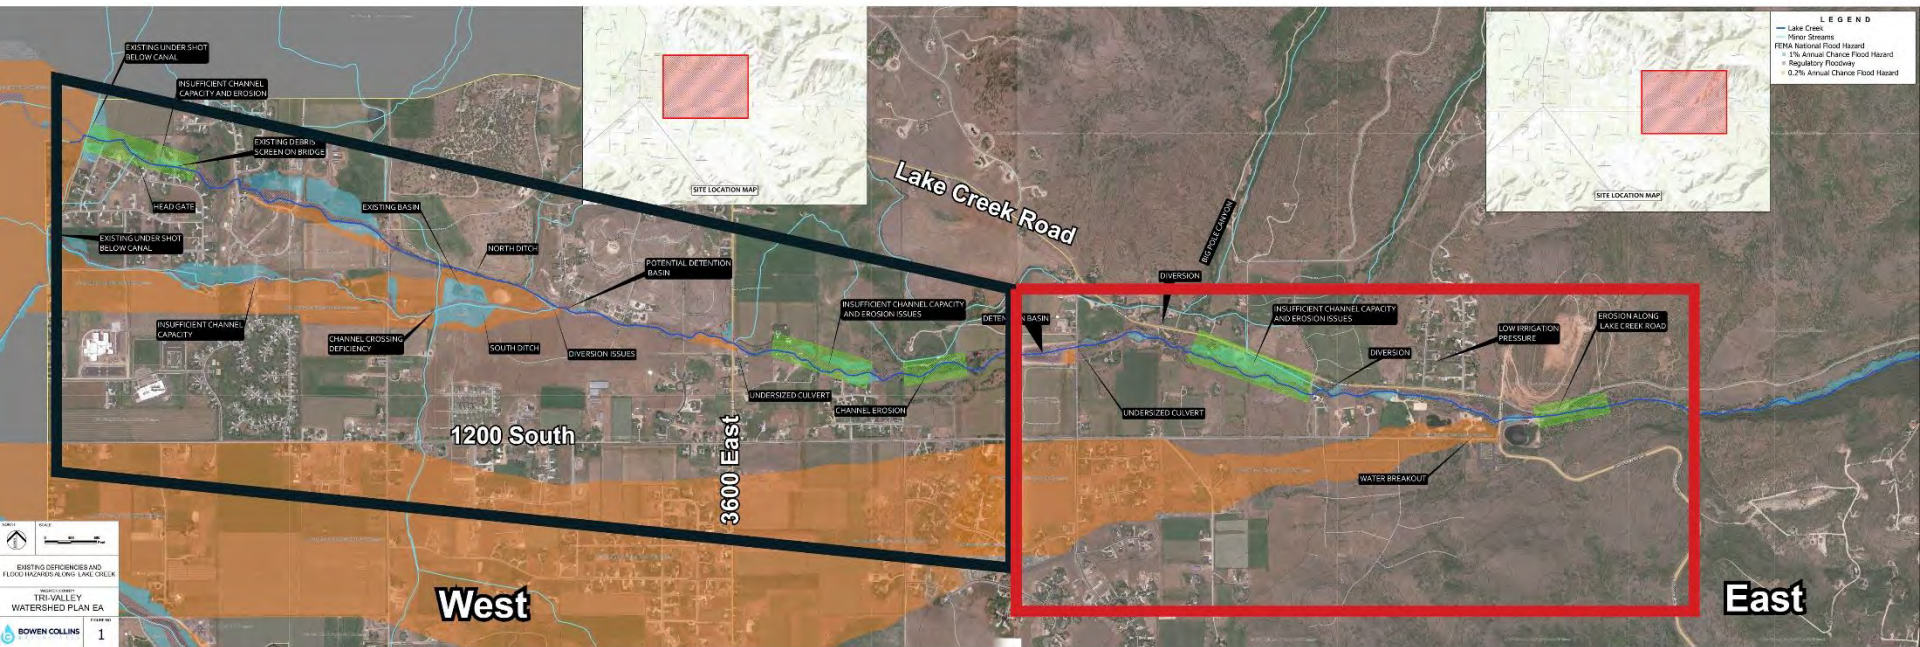 EXISTING UNDER SHOT
BELOW CANAL
INSUFFICIENT CHANNEL
CAPACITY AND EROSION
EXISTING DEBRIS
SCREEN ON BRIDGE
HEAD GATE
EXISTING UNDER SHOT
BELOW CANAL
EXISTING BASIN
NORTH DITCH
POTENTIAL DETENTION
BASIN
INSUFFICIENT CHANNEL
CAPACITY
CHANNEL CROSSING
DEFICIENCY
SOUTH DITCH
DIVERSION ISSUES
INSUFFICIENT CHANNEL CAPACITY
AND EROSION ISSUES
UNDERSIZED CULVERT
CHANNEL EROSION
1200 South
3600 East
West
SITE LOCATION MAP
Lake Creek Road
BIG POLE CANYON
DIVERSION
BASIN
INSUFFICIENT CHANNEL CAPACITY
AND EROSION ISSUES
LOW IRRIGATION
PRESSURE
EROSION ALONG
LAKE CREEK ROAD
DIVERSION
UNDERSIZED CULVERT
WATER BREAKOUT
East
SITE LOCATION MAP
LEGEND
Lake Creek
Minor Streams
FEMA National Flood Hazard
1% Annual Chance Flood Hazard
Regulatory Floodway
0.2% Annual Chance Flood Hazard
SCALE
EXISTING DEFICIENCIES AND
FLOOD HAZARDS ALONG LAKE CREEK
TRI-VALLEY
WATERSHED PLAN EA
BOWEN COLLINS
FIGURE NO
1